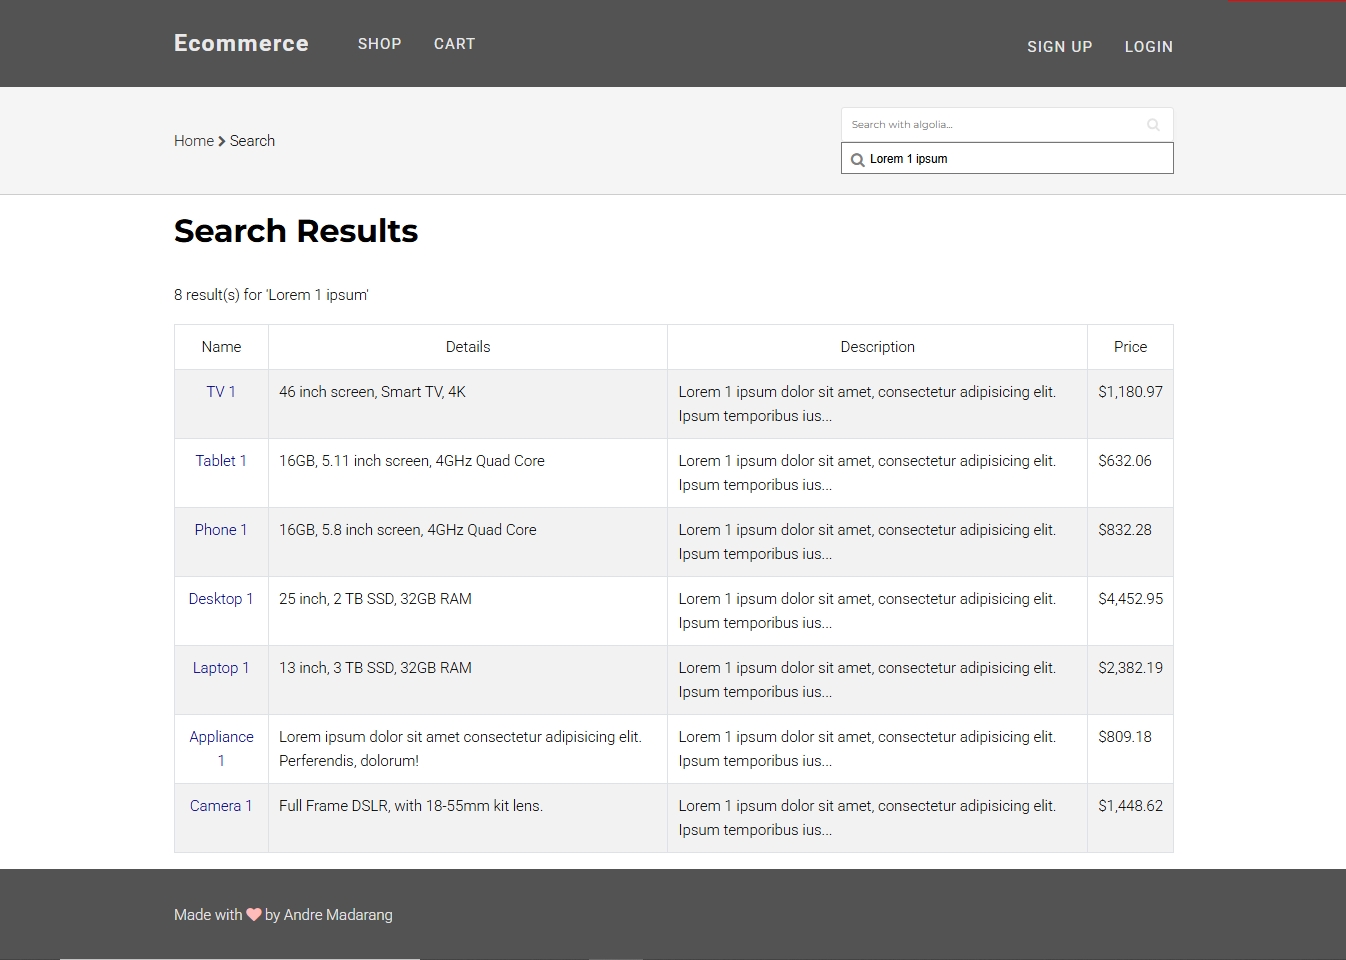 Ecommerce SHOP CART SIGN UP LOGIN
Search with algolia...
Home Search
Lorem 1 ipsum
Search Results
8 result(s) for 'Lorem 1 ipsum'
Name Details Description Price
TV 1 46 inch screen, Smart TV, 4K Lorem 1 ipsum dolor sit amet, consectetur adipisicing elit. $1,180.97
Ipsum temporibus ius...
Tablet 1 16GB, 5.11 inch screen, 4GHz Quad Core Lorem 1 ipsum dolor sit amet, consectetur adipisicing elit. $632.06
Ipsum temporibus ius...
Phone 1 16GB, 5.8 inch screen, 4GHz Quad Core Lorem 1 ipsum dolor sit amet, consectetur adipisicing elit. $832.28
Ipsum temporibus ius...
Desktop 1 25 inch, 2 TB SSD, 32GB RAM Lorem 1 ipsum dolor sit amet, consectetur adipisicing elit. $4,452.95
Ipsum temporibus ius...
Laptop 1 13 inch, 3 TB SSD, 32GB RAM Lorem 1 ipsum dolor sit amet, consectetur adipisicing elit. $2,382.19
Ipsum temporibus ius...
Appliance Lorem ipsum dolor sit amet consectetur adipisicing elit. Lorem 1 ipsum dolor sit amet, consectetur adipisicing elit. $809.18
1 Perferendis, dolorum! Ipsum temporibus ius...
Camera 1 Full Frame DSLR, with 18-55mm kit lens. Lorem 1 ipsum dolor sit amet, consectetur adipisicing elit. $1,448.62
Ipsum temporibus ius...
Made with by Andre Madarang